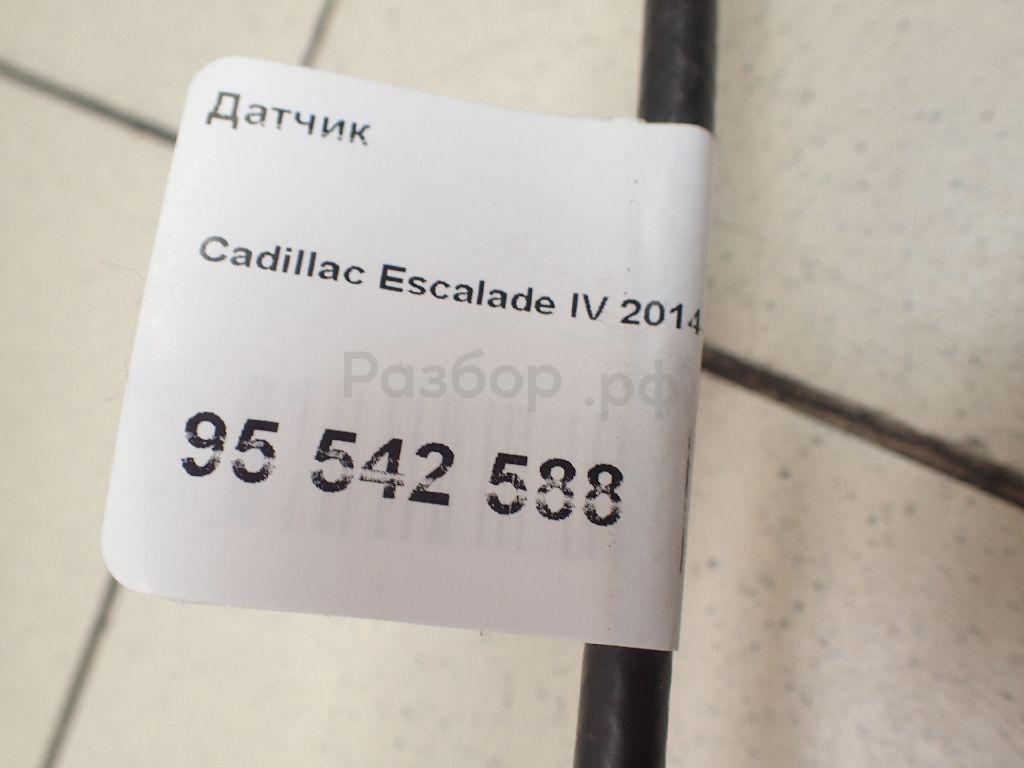 Датчик
Cadillac Escalade IV 2014
Разбор.рф
95 542 588